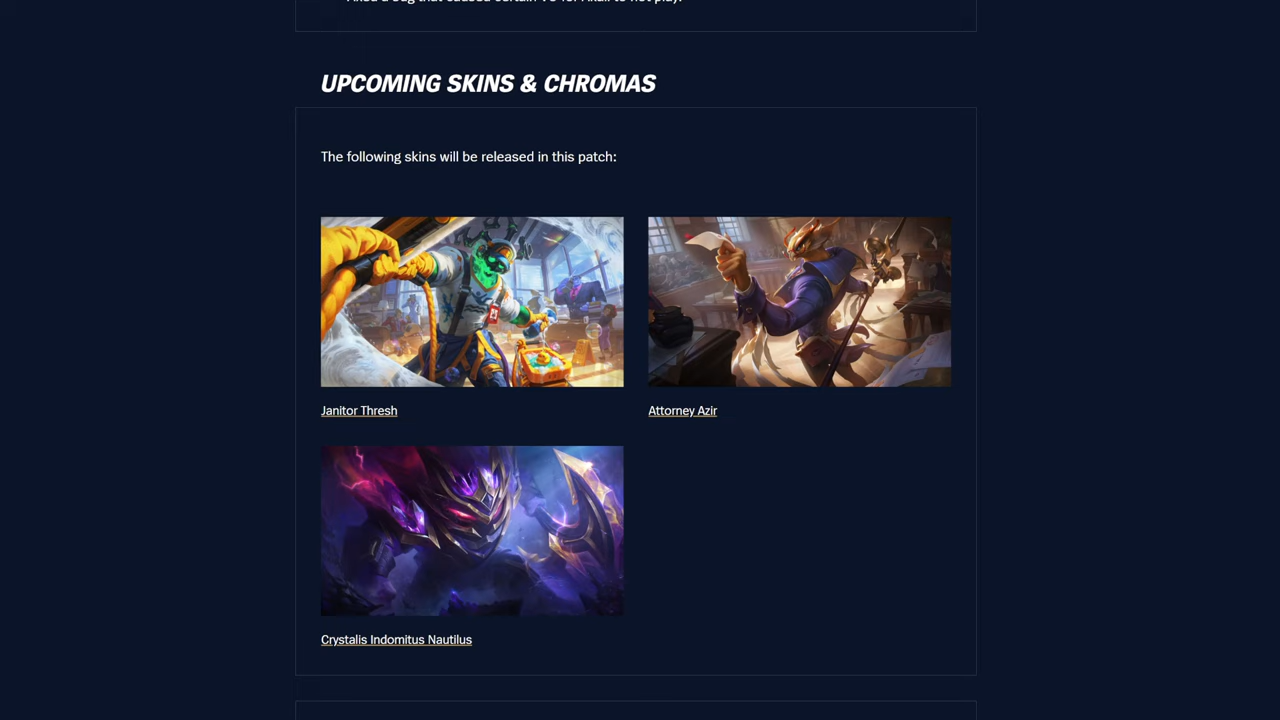 UPCOMING SKINS & CHROMAS
The following skins will be released in this patch:
Janitor Thresh
Attorney Azir
Crystalis Indomitus Nautilus